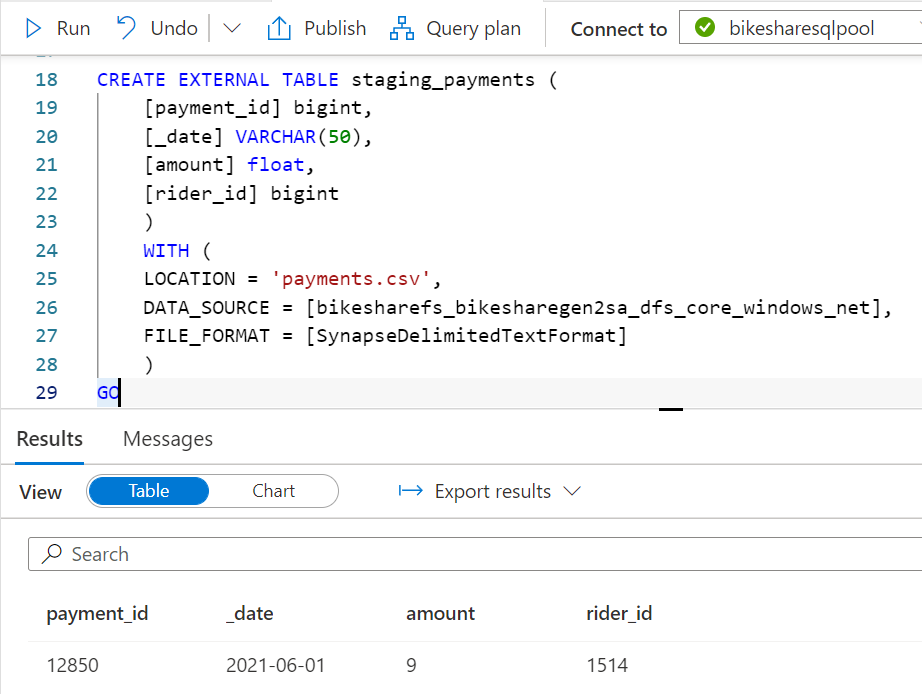 Run Undo Publish Query plan Connect to bikesharesqlpool
18 CREATE EXTERNAL TABLE staging_payments (
19 [payment_id] bigint,
20 [_date] VARCHAR(50),
21 [amount] float,
22 [rider_id] bigint
23 )
24 WITH (
25 LOCATION = 'payments.csv',
26 DATA_SOURCE = [bikesharefs_bikesharegen2sa_dfs_core_windows_net],
27 FILE_FORMAT = [SynapseDelimitedTextFormat]
28 )
29 GO
Results Messages
View Table Chart Export results
Search
payment_id _date amount rider_id
12850 2021-06-01 9 1514